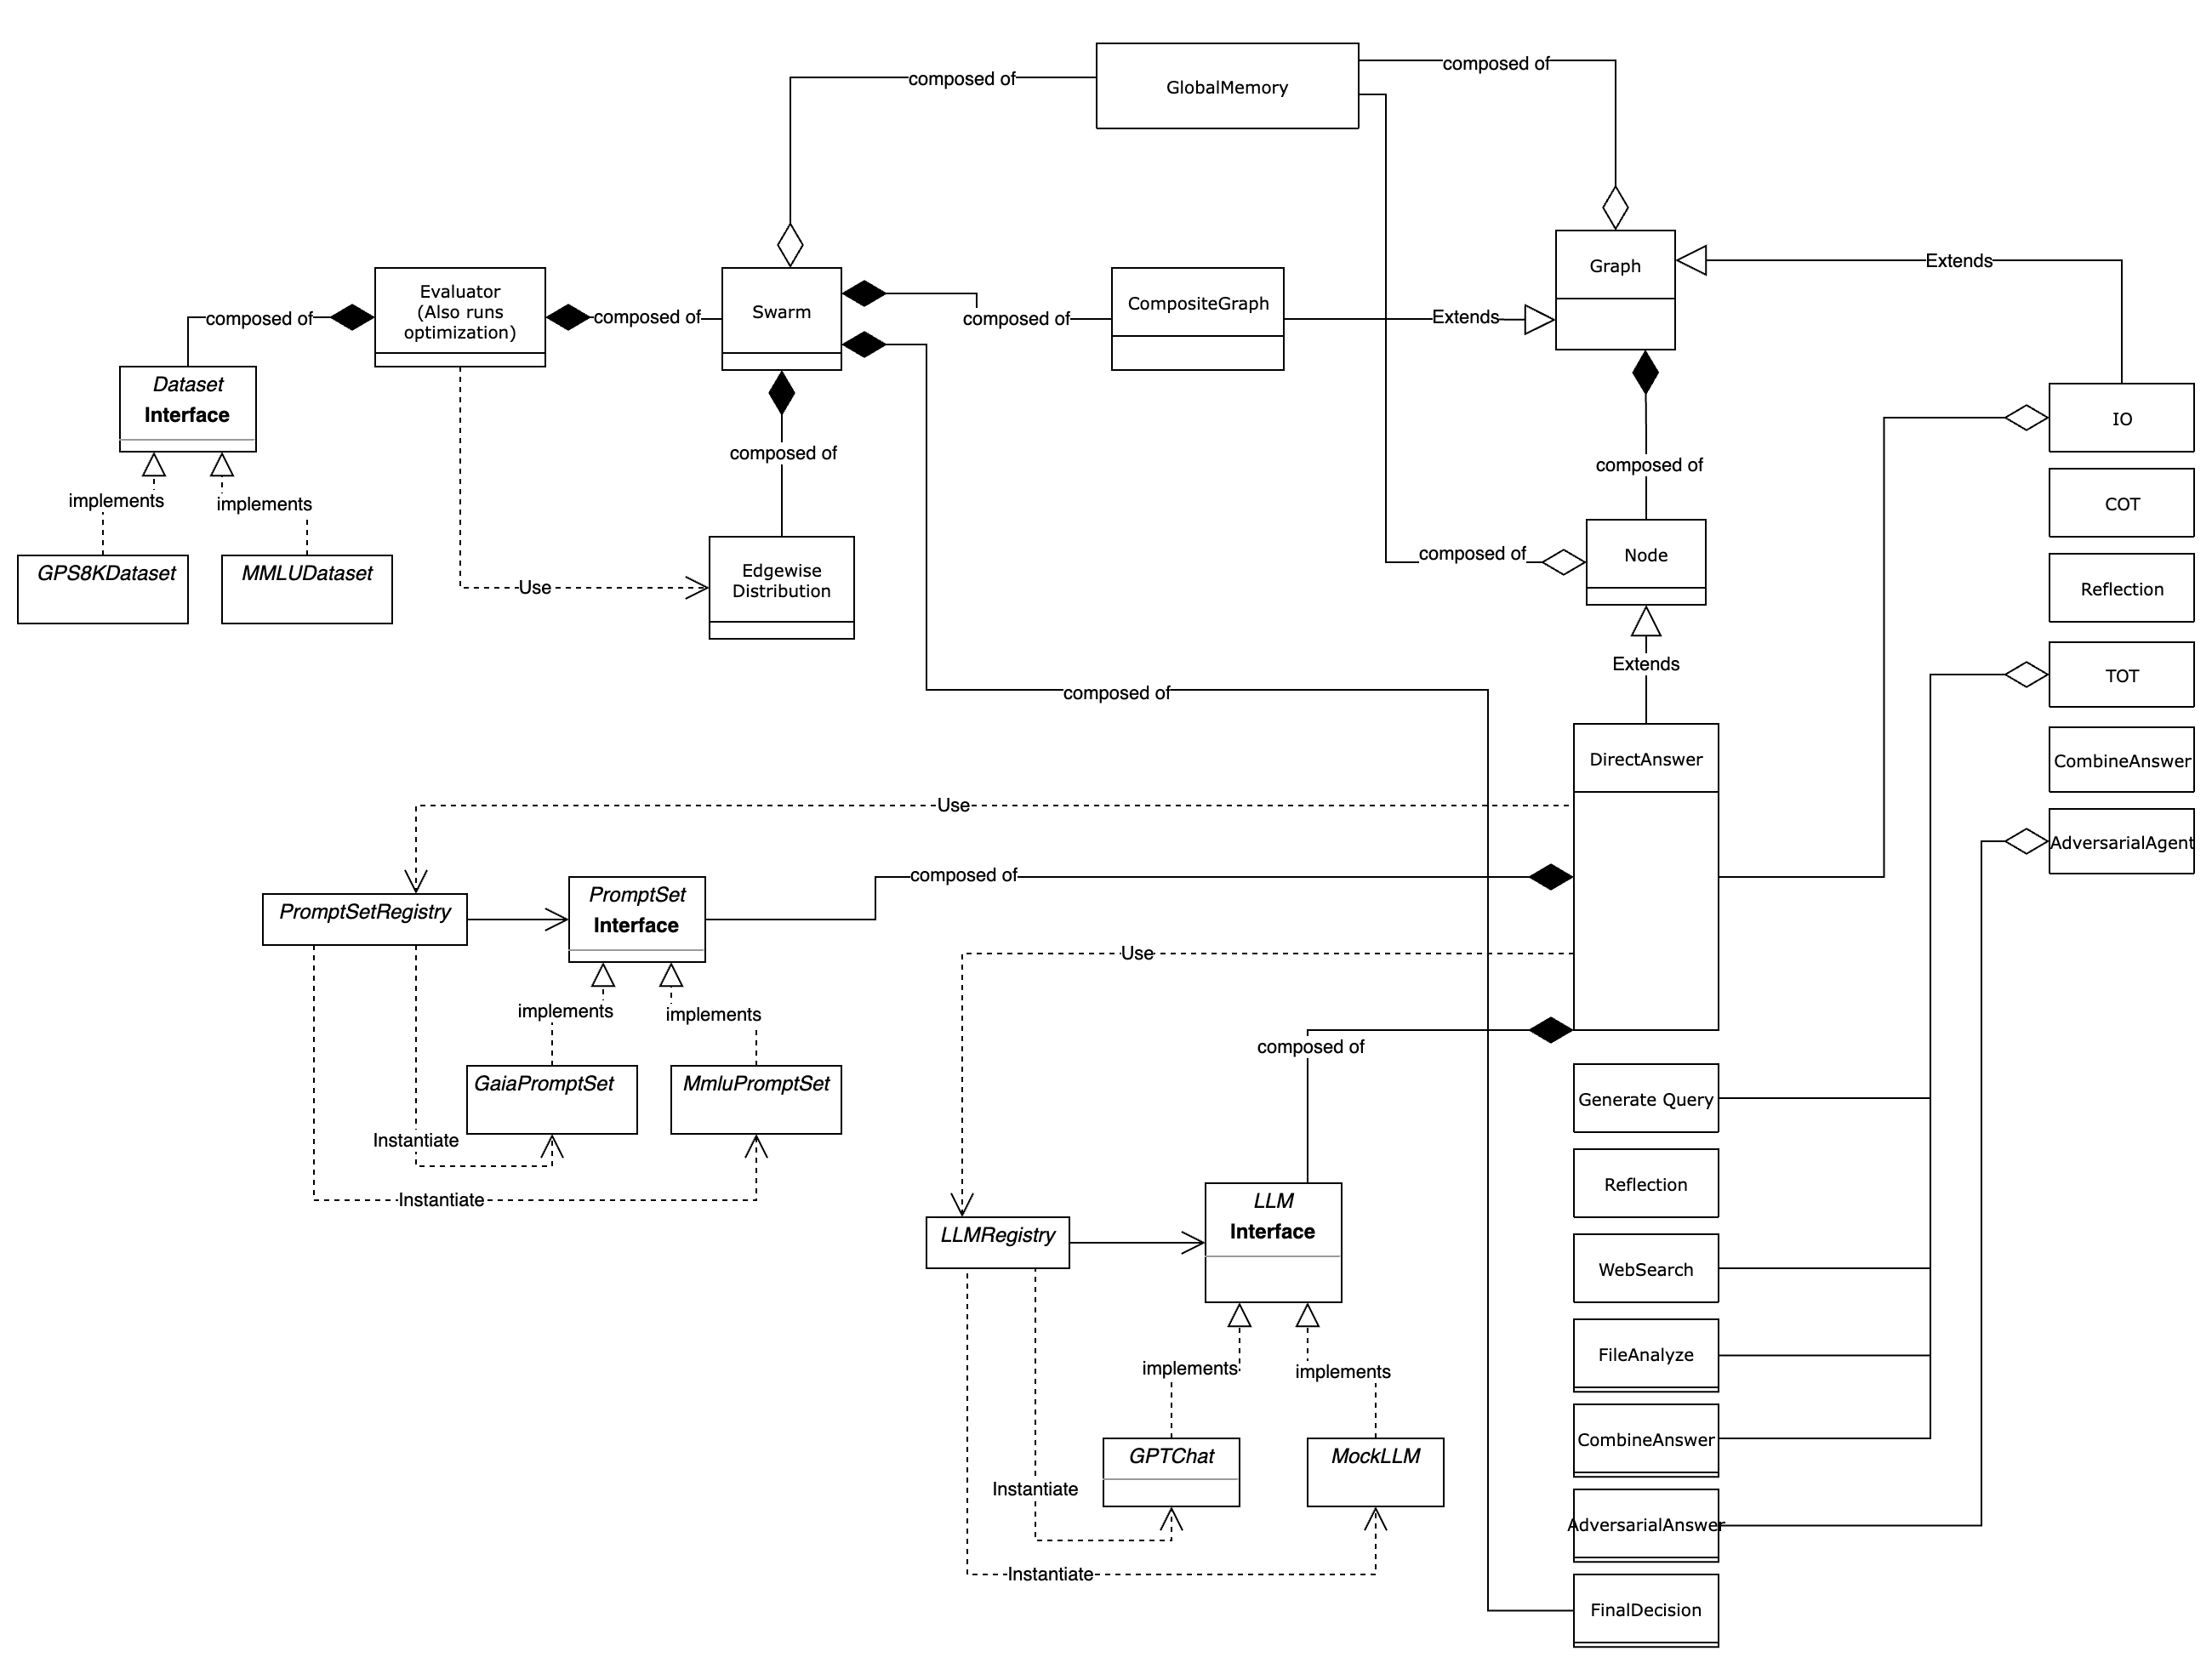 GlobalMemory
composed of
composed of
Graph
Extends
Evaluator
(Also runs
optimization)
Swarm
CompositeGraph
composed of
composed of
composed of
Extends
Dataset
Interface
IO
composed of
composed of
implements
implements
COT
GPS8KDataset
MMLUDataset
Edgewise
Distribution
Use
composed of
Node
Reflection
Extends
TOT
composed of
DirectAnswer
CombineAnswer
Use
AdversarialAgent
PromptSetRegistry
PromptSet
Interface
composed of
Use
implements
implements
composed of
GaiaPromptSet
MmluPromptSet
Generate Query
Instantiate
Instantiate
Reflection
LLMRegistry
LLM
Interface
WebSearch
implements
implements
FileAnalyze
GPTChat
MockLLM
CombineAnswer
Instantiate
AdversarialAnswer
Instantiate
FinalDecision